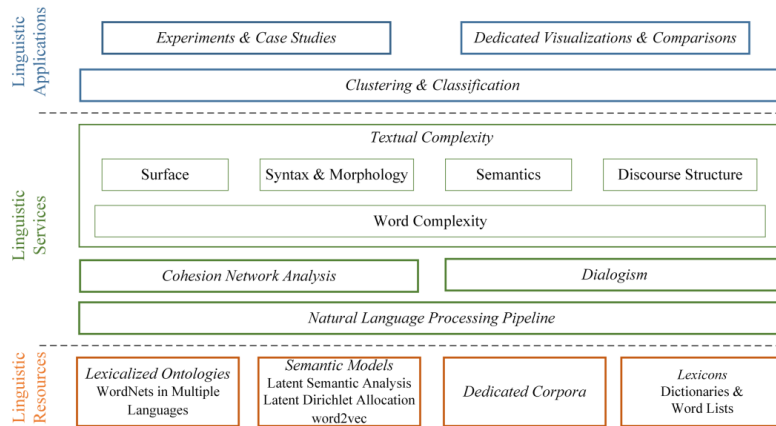 Linguistic
Applications
Experiments & Case Studies
Dedicated Visualizations & Comparisons
Clustering & Classification
Linguistic
Services
Textual Complexity
Surface
Syntax & Morphology
Semantics
Discourse Structure
Word Complexity
Cohesion Network Analysis
Dialogism
Natural Language Processing Pipeline
Linguistic
Resources
Lexicalized Ontologies
WordNets in Multiple
Languages
Semantic Models
Latent Semantic Analysis
Latent Dirichlet Allocation
word2vec
Dedicated Corpora
Lexicons
Dictionaries &
Word Lists